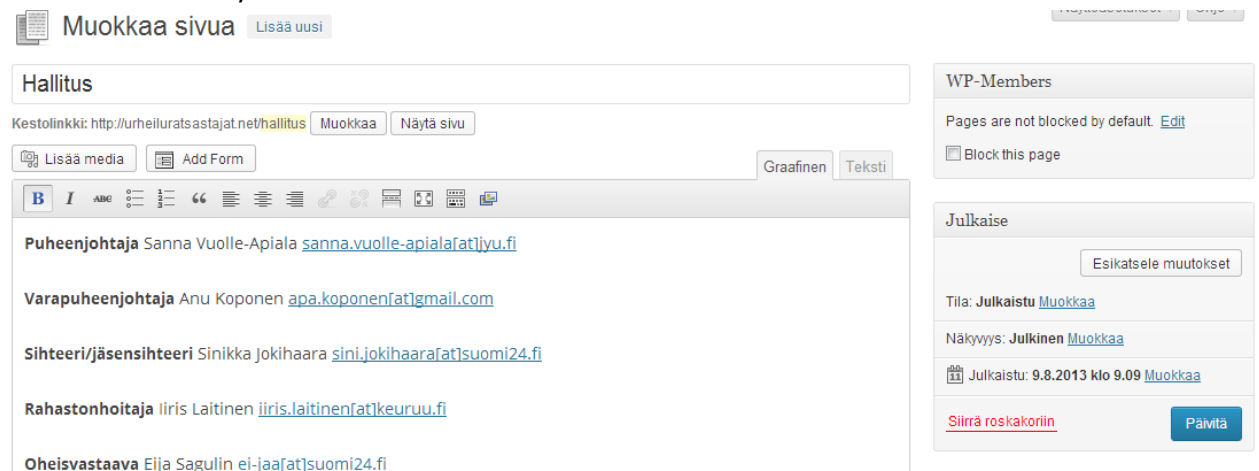 Muokkaa sivua Lisää uusi
Hallitus
Kestolinkki: http://urheiluratsastajat.net/hallitus Muokkaa Näytä sivu
Lisää media Add Form
Graafinen Teksti
B I ABC
Puheenjohtaja Sanna Vuolle-Apiala sanna.vuolle-apiala[at]jyu.fi
Varapuheenjohtaja Anu Koponen apa.koponen[at]gmail.com
Sihteeri/jäsensihteeri Sinikka Jokihaara sini.jokihaara[at]suomi24.fi
Rahastonhoitaja Iiris Laitinen iiris.laitinen[at]keuruu.fi
Oheisvastaava Eija Sagulin ei-jaa[at]suomi24.fi
WP-Members
Pages are not blocked by default. Edit
Block this page
Julkaise
Esikatsele muutokset
Tila: Julkaistu Muokkaa
Näkyvyys: Julkinen Muokkaa
11 Julkaistu: 9.8.2013 klo 9.09 Muokkaa
Siirrä roskakoriin Päivitä